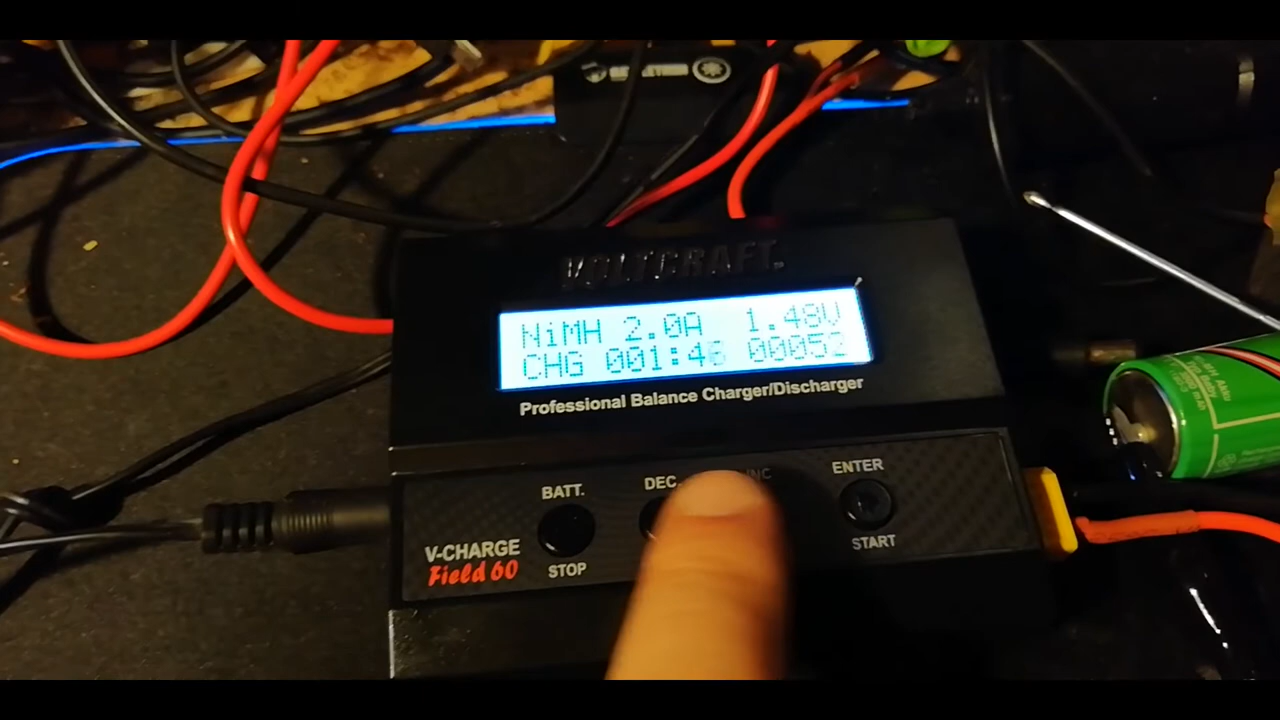 VOLTCRAFT
NiMH 2.0A 1.48V
CHG 001:46 00052
Professional Balance Charger/Discharger
BATT.
DEC.
ENTER
V-CHARGE
Field 60
STOP
START